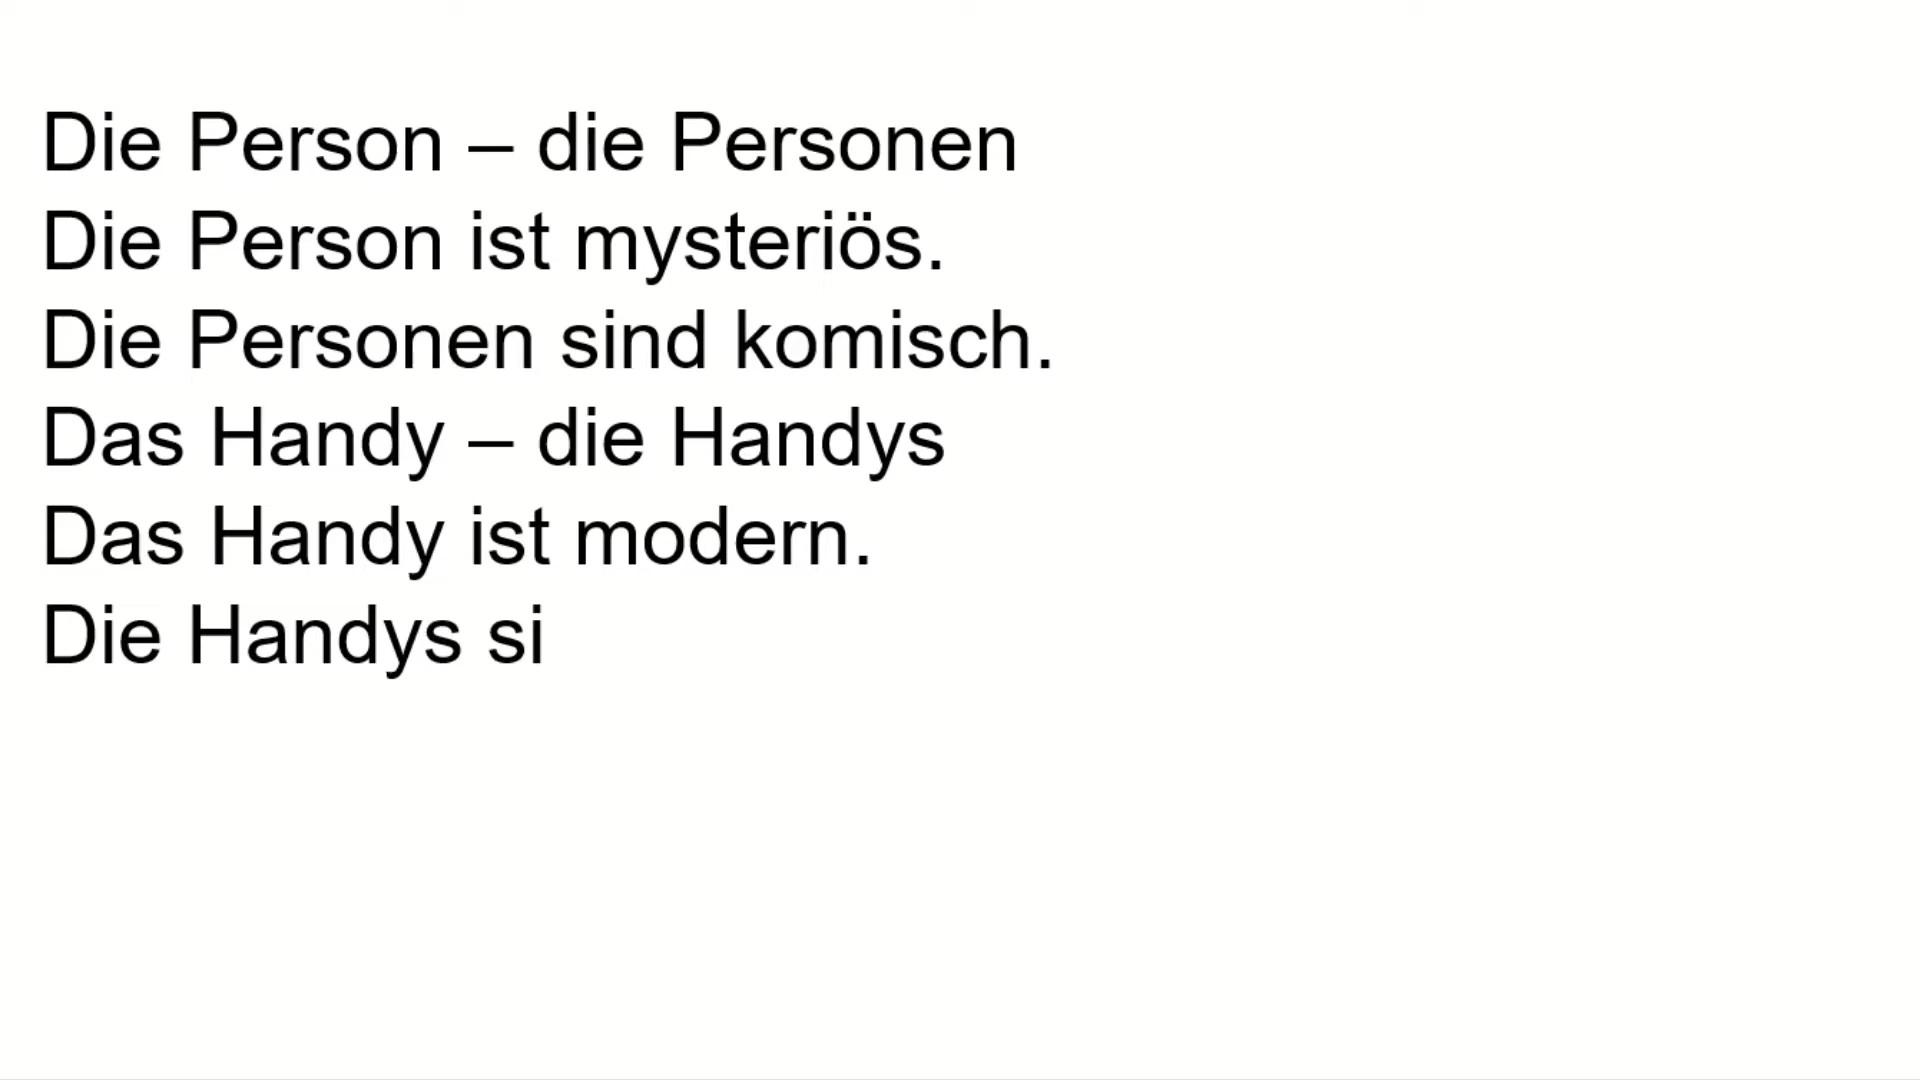 Die Person – die Personen
Die Person ist mysteriös.
Die Personen sind komisch.
Das Handy – die Handys
Das Handy ist modern.
Die Handys si